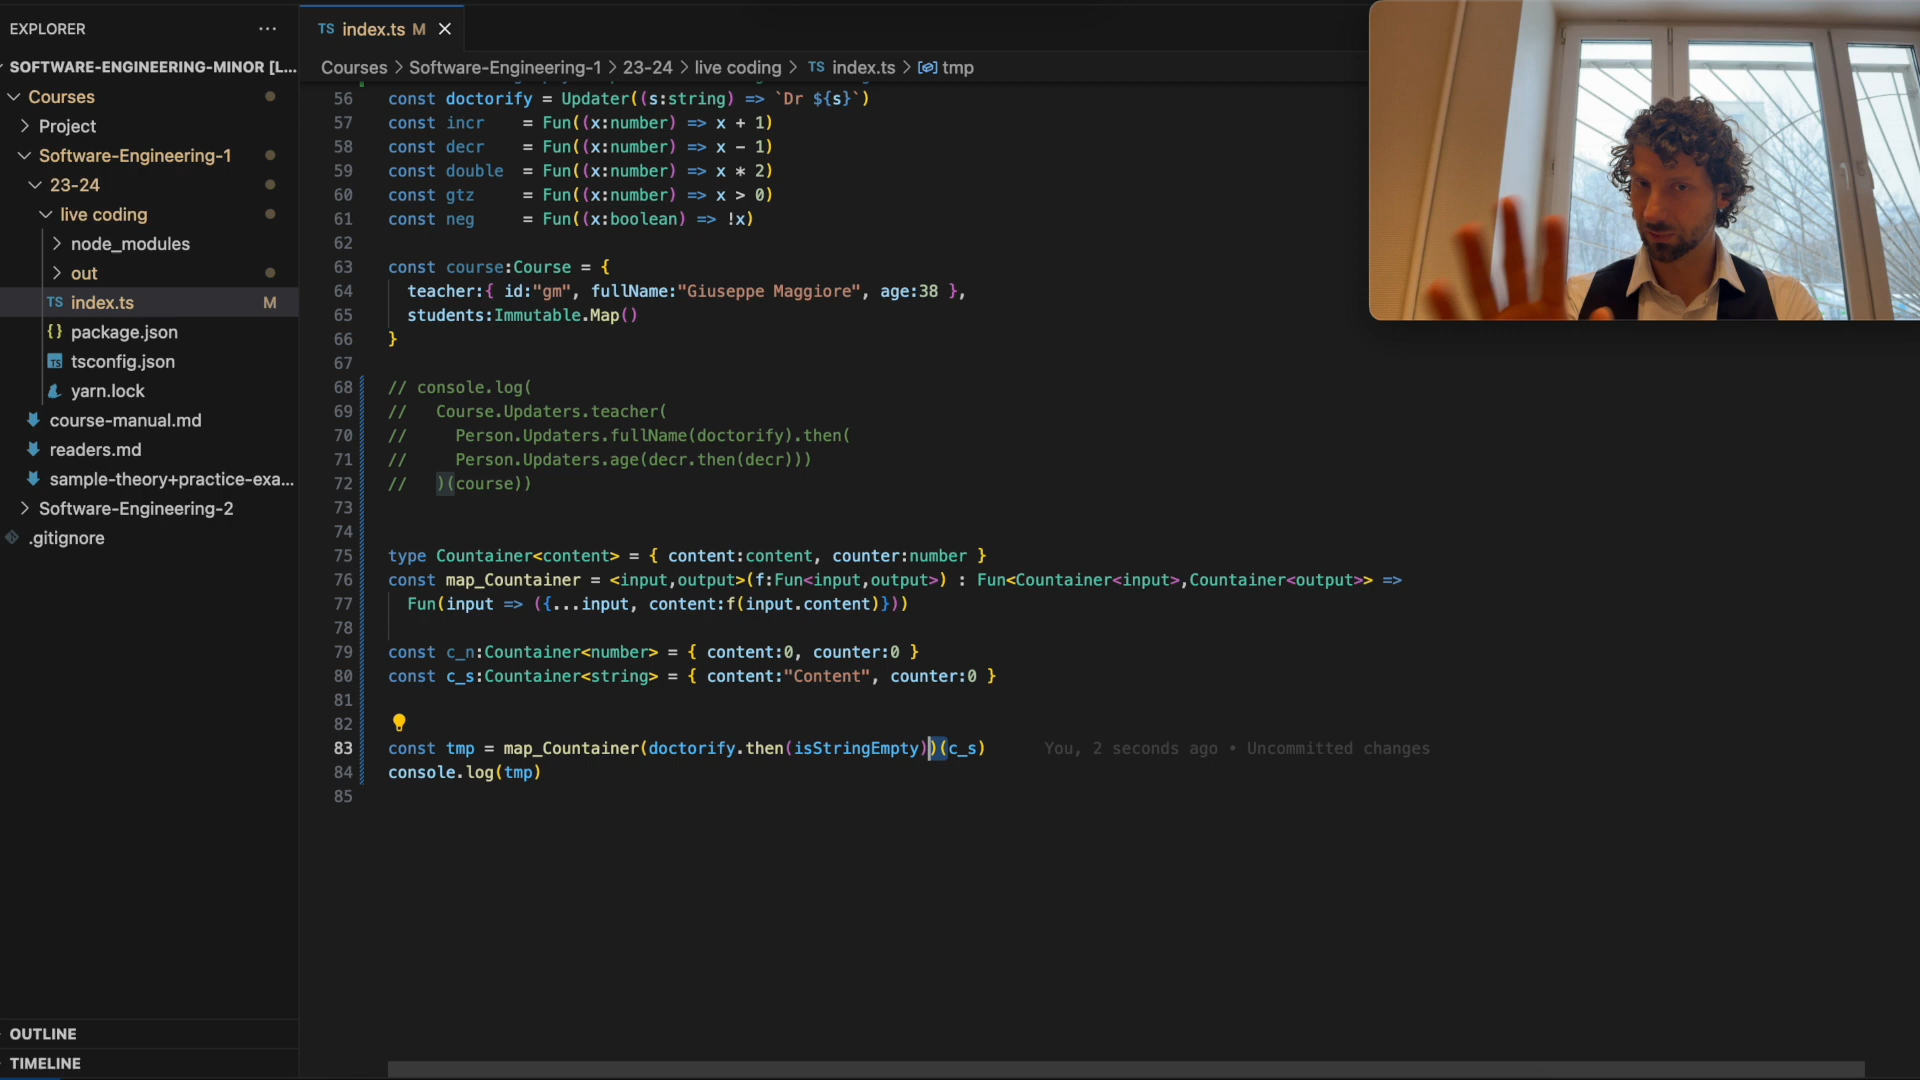 EXPLORER
SOFTWARE-ENGINEERING-MINOR [L...
Courses
Project
Software-Engineering-1
23-24
live coding
node_modules
out
TS index.ts M
{} package.json
TS tsconfig.json
yarn.lock
course-manual.md
readers.md
sample-theory+practice-exa...
Software-Engineering-2
.gitignore
OUTLINE
TIMELINE
TS index.ts M
Courses > Software-Engineering-1 > 23-24 > live coding > TS index.ts > tmp
56 const doctorify = Updater((s:string) => `Dr ${s}`)
57 const incr    = Fun((x:number) => x + 1)
58 const decr    = Fun((x:number) => x - 1)
59 const double  = Fun((x:number) => x * 2)
60 const gtz     = Fun((x:number) => x > 0)
61 const neg     = Fun((x:boolean) => !x)
62
63 const course:Course = {
64   teacher:{ id:"gm", fullName:"Giuseppe Maggiore", age:38 },
65   students:Immutable.Map()
66 }
67
68 // console.log(
69 //   Course.Updaters.teacher(
70 //     Person.Updaters.fullName(doctorify).then(
71 //     Person.Updaters.age(decr.then(decr)))
72 //   )(course))
73
74
75 type Countainer<content> = { content:content, counter:number }
76 const map_Countainer = <input,output>(f:Fun<input,output>) : Fun<Countainer<input>,Countainer<output>> =>
77   Fun(input => ({...input, content:f(input.content)}))
78
79 const c_n:Countainer<number> = { content:0, counter:0 }
80 const c_s:Countainer<string> = { content:"Content", counter:0 }
81
82
83 const tmp = map_Countainer(doctorify.then(isStringEmpty))(c_s) You, 2 seconds ago • Uncommitted changes
84 console.log(tmp)
85